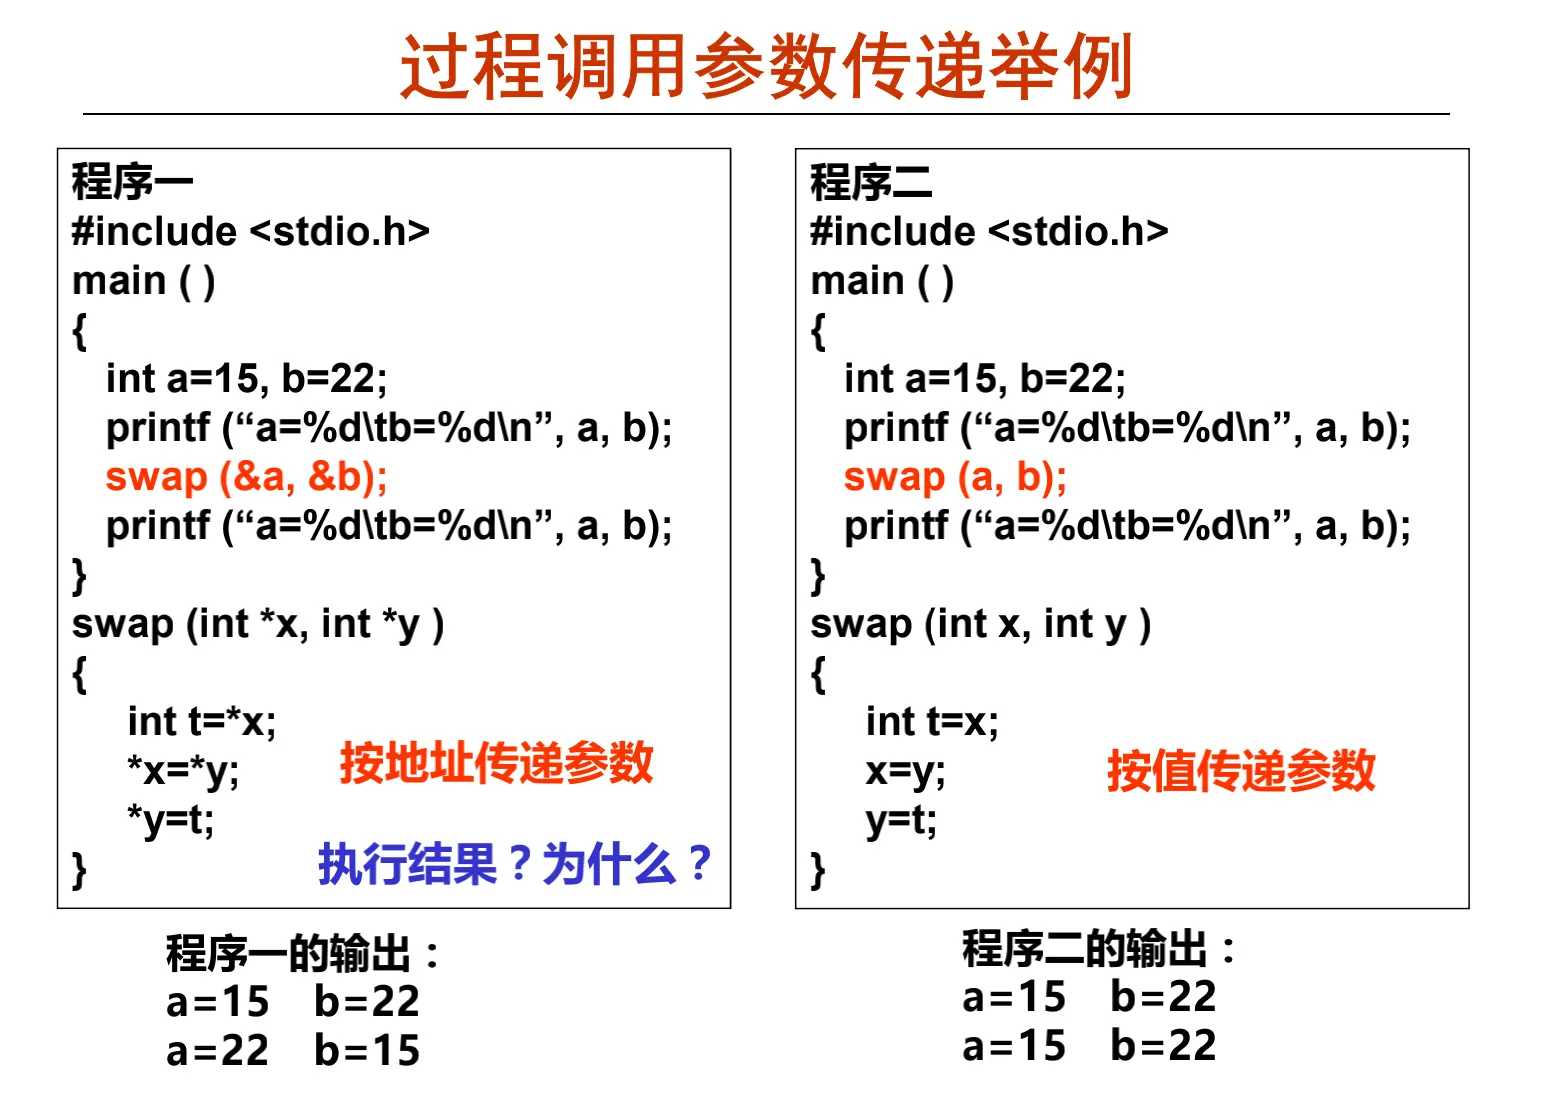 过程调用参数传递举例
程序一
#include <stdio.h>
main ( )
{
int a=15, b=22;
printf (“a=%d\tb=%d\n”, a, b);
swap (&a, &b);
printf (“a=%d\tb=%d\n”, a, b);
}
swap (int *x, int *y )
{
int t=*x;
*x=*y;
*y=t;
}
按地址传递参数
执行结果？为什么？
程序一的输出：
a=15 b=22
a=22 b=15
程序二
#include <stdio.h>
main ( )
{
int a=15, b=22;
printf (“a=%d\tb=%d\n”, a, b);
swap (a, b);
printf (“a=%d\tb=%d\n”, a, b);
}
swap (int x, int y )
{
int t=x;
x=y;
y=t;
}
按值传递参数
程序二的输出：
a=15 b=22
a=15 b=22